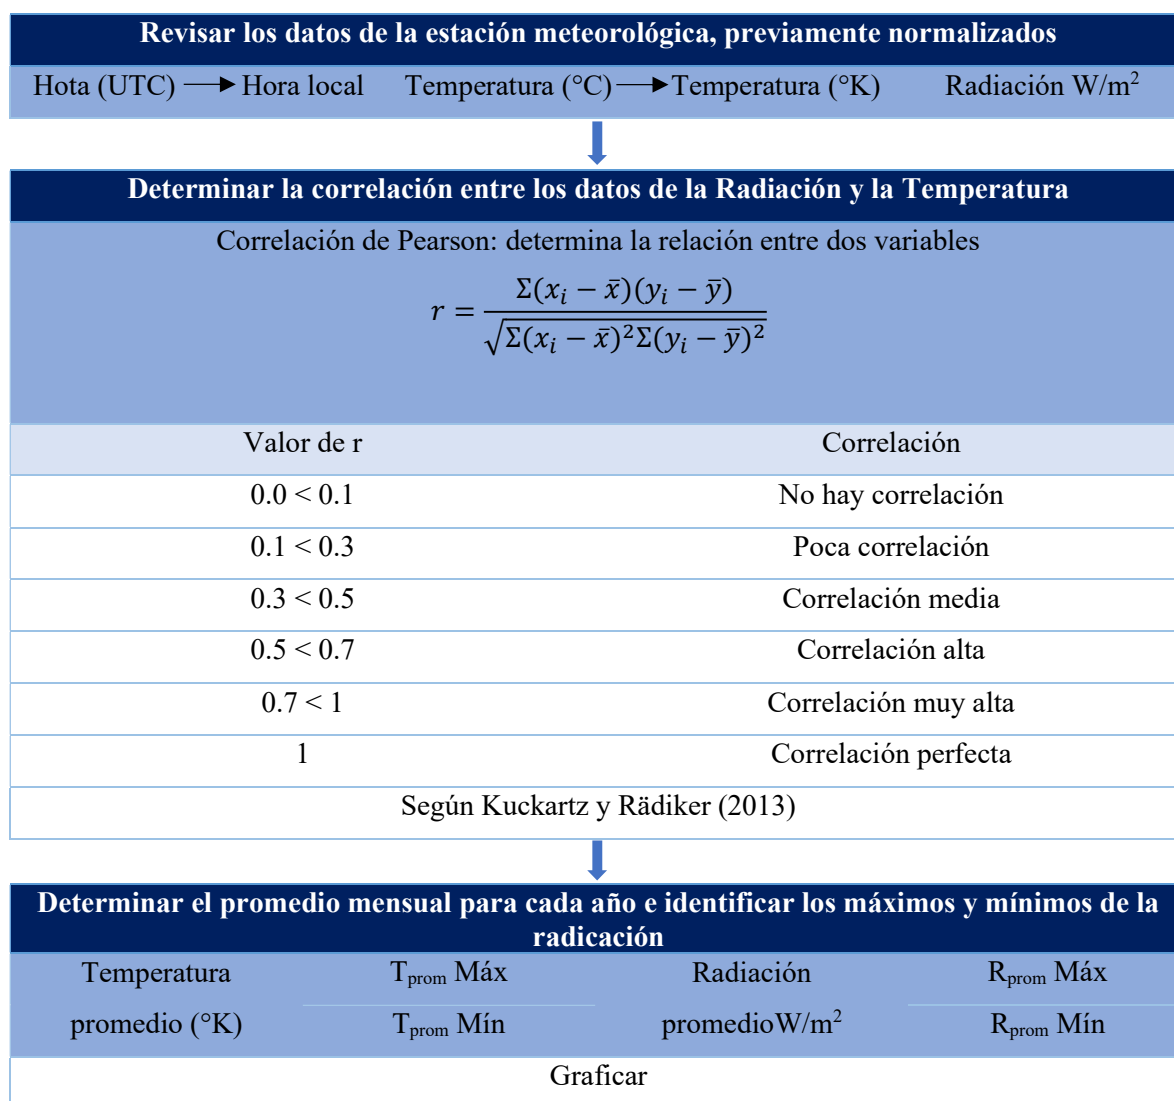 Revisar los datos de la estación meteorológica, previamente normalizados
Hota (UTC) → Hora local Temperatura (°C) → Temperatura (°K) Radiación W/m²
Determinar la correlación entre los datos de la Radiación y la Temperatura
Correlación de Pearson: determina la relación entre dos variables
r = Σ(xᵢ − x̄)(yᵢ − ȳ) / √Σ(xᵢ − x̄)²Σ(yᵢ − ȳ)²
Valor de r Correlación
0.0 < 0.1 No hay correlación
0.1 < 0.3 Poca correlación
0.3 < 0.5 Correlación media
0.5 < 0.7 Correlación alta
0.7 < 1 Correlación muy alta
1 Correlación perfecta
Según Kuckartz y Rädiker (2013)
Determinar el promedio mensual para cada año e identificar los máximos y mínimos de la
radicación
Temperatura Tprom Máx Radiación Rprom Máx
promedio (°K) Tprom Mín promedioW/m² Rprom Mín
Graficar